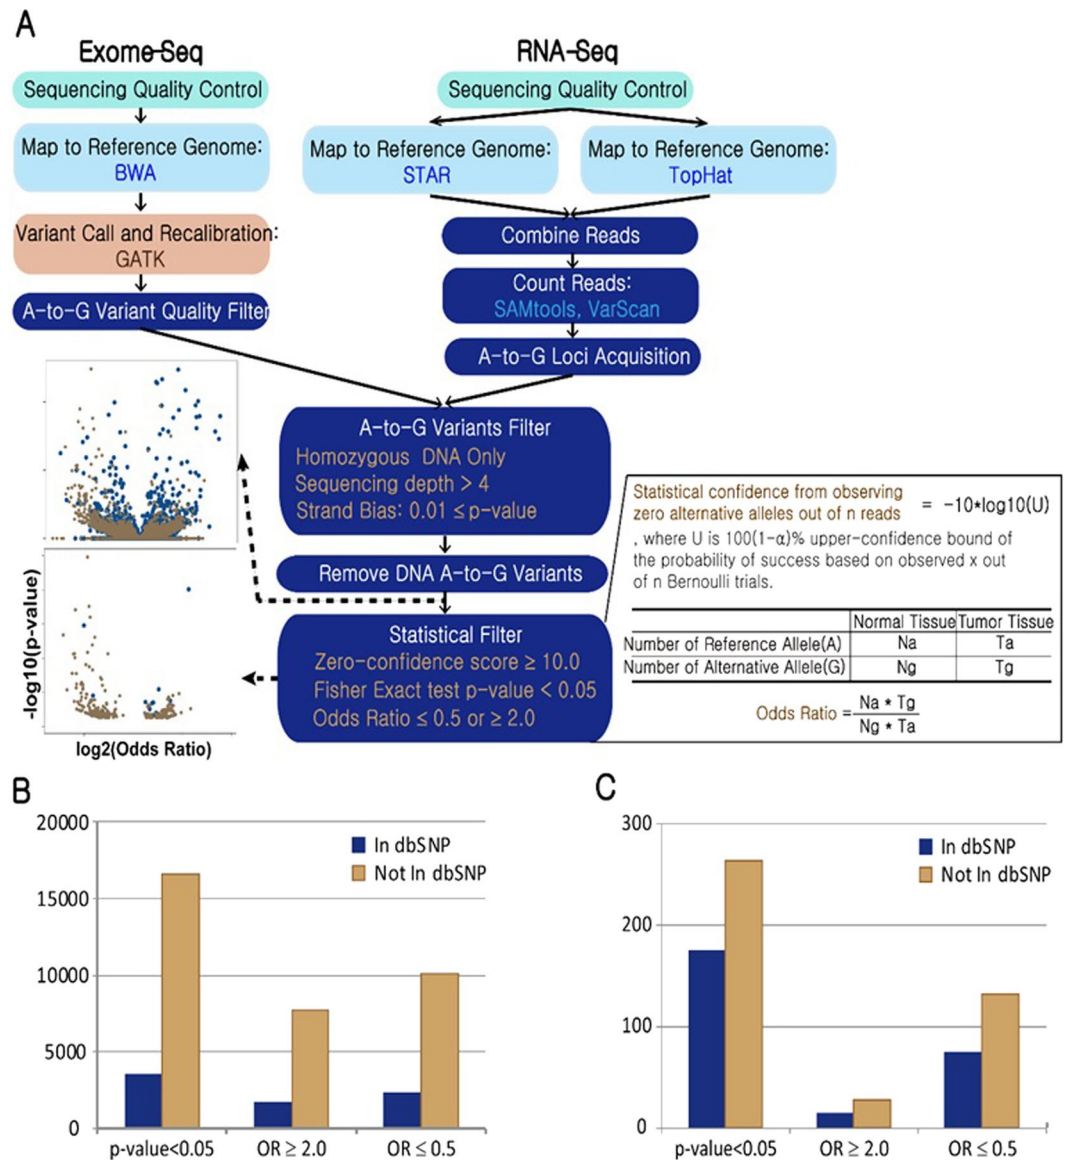 A
Exome-Seq
RNA-Seq
Sequencing Quality Control
Sequencing Quality Control
Map to Reference Genome:
BWA
Map to Reference Genome:
STAR
Map to Reference Genome:
TopHat
Variant Call and Recalibration:
GATK
Combine Reads
Count Reads:
SAMtools, VarScan
A-to-G Variant Quality Filter
A-to-G Loci Acquisition
A-to-G Variants Filter
Homozygous DNA Only
Sequencing depth > 4
Strand Bias: 0.01 ≤ p-value
Remove DNA A-to-G Variants
Statistical Filter
Zero-confidence score ≥ 10.0
Fisher Exact test p-value < 0.05
Odds Ratio ≤ 0.5 or ≥ 2.0
-log10(p-value)
log2(Odds Ratio)
Statistical confidence from observing
zero alternative alleles out of n reads = -10*log10(U)
, where U is 100(1-α)% upper-confidence bound of
the probability of success based on observed x out
of n Bernoulli trials.
Normal Tissue Tumor Tissue
Number of Reference Allele(A) Na Ta
Number of Alternative Allele(G) Ng Tg
Odds Ratio = Na * Tg
Ng * Ta
B
20000
15000
10000
5000
0
In dbSNP
Not In dbSNP
p-value<0.05 OR ≥ 2.0 OR ≤ 0.5
C
300
200
100
0
In dbSNP
Not In dbSNP
p-value<0.05 OR ≥ 2.0 OR ≤ 0.5